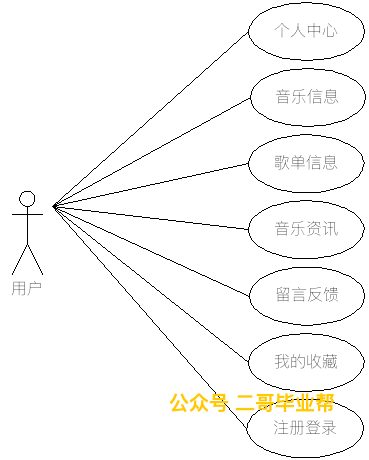 个人中心
音乐信息
歌单信息
音乐资讯
用户
留言反馈
我的收藏
公众号 二哥毕业帮
注册登录